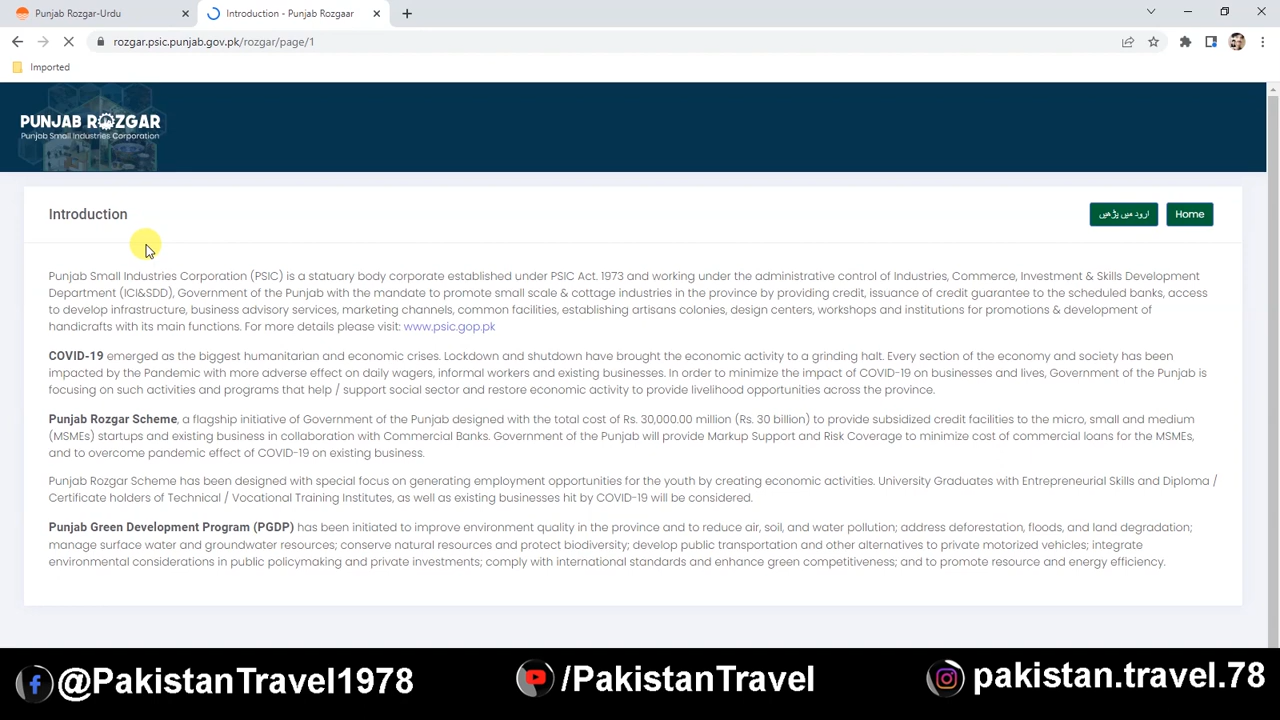 Punjab Rozgar-Urdu
Introduction - Punjab Rozgaar
rozgar.psic.punjab.gov.pk/rozgar/page/1
Imported
PUNJAB ROZGAR
Punjab Small Industries Corporation
Introduction
ارود میں پڑھیں
Home
Punjab Small Industries Corporation (PSIC) is a statuary body corporate established under PSIC Act. 1973 and working under the administrative control of Industries, Commerce, Investment & Skills Development
Department (ICI&SDD), Government of the Punjab with the mandate to promote small scale & cottage industries in the province by providing credit, issuance of credit guarantee to the scheduled banks, access
to develop infrastructure, business advisory services, marketing channels, common facilities, establishing artisans colonies, design centers, workshops and institutions for promotions & development of
handicrafts with its main functions. For more details please visit: www.psic.gop.pk
COVID-19 emerged as the biggest humanitarian and economic crises. Lockdown and shutdown have brought the economic activity to a grinding halt. Every section of the economy and society has been
impacted by the Pandemic with more adverse effect on daily wagers, informal workers and existing businesses. In order to minimize the impact of COVID-19 on businesses and lives, Government of the Punjab is
focusing on such activities and programs that help / support social sector and restore economic activity to provide livelihood opportunities across the province.
Punjab Rozgar Scheme, a flagship initiative of Government of the Punjab designed with the total cost of Rs. 30,000.00 million (Rs. 30 billion) to provide subsidized credit facilities to the micro, small and medium
(MSMEs) startups and existing business in collaboration with Commercial Banks. Government of the Punjab will provide Markup Support and Risk Coverage to minimize cost of commercial loans for the MSMEs,
and to overcome pandemic effect of COVID-19 on existing business.
Punjab Rozgar Scheme has been designed with special focus on generating employment opportunities for the youth by creating economic activities. University Graduates with Entrepreneurial Skills and Diploma /
Certificate holders of Technical / Vocational Training Institutes, as well as existing businesses hit by COVID-19 will be considered.
Punjab Green Development Program (PGDP) has been initiated to improve environment quality in the province and to reduce air, soil, and water pollution; address deforestation, floods, and land degradation;
manage surface water and groundwater resources; conserve natural resources and protect biodiversity; develop public transportation and other alternatives to private motorized vehicles; integrate
environmental considerations in public policymaking and private investments; comply with international standards and enhance green competitiveness; and to promote resource and energy efficiency.
@PakistanTravel1978
/PakistanTravel
pakistan.travel.78